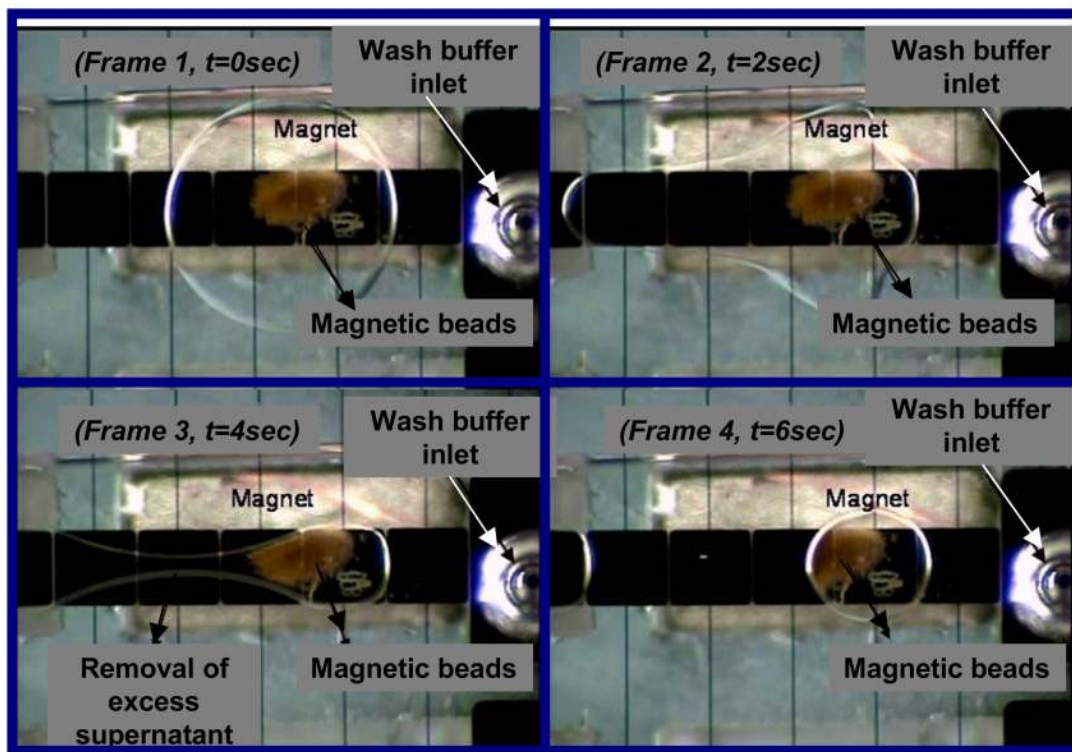 (Frame 1, t=0sec)
Wash buffer
inlet
Magnet
Magnetic beads
(Frame 2, t=2sec)
Wash buffer
inlet
Magnet
Magnetic beads
(Frame 3, t=4sec)
Wash buffer
inlet
Magnet
Removal of
excess
supernatant
Magnetic beads
(Frame 4, t=6sec)
Wash buffer
inlet
Magnet
Magnetic beads